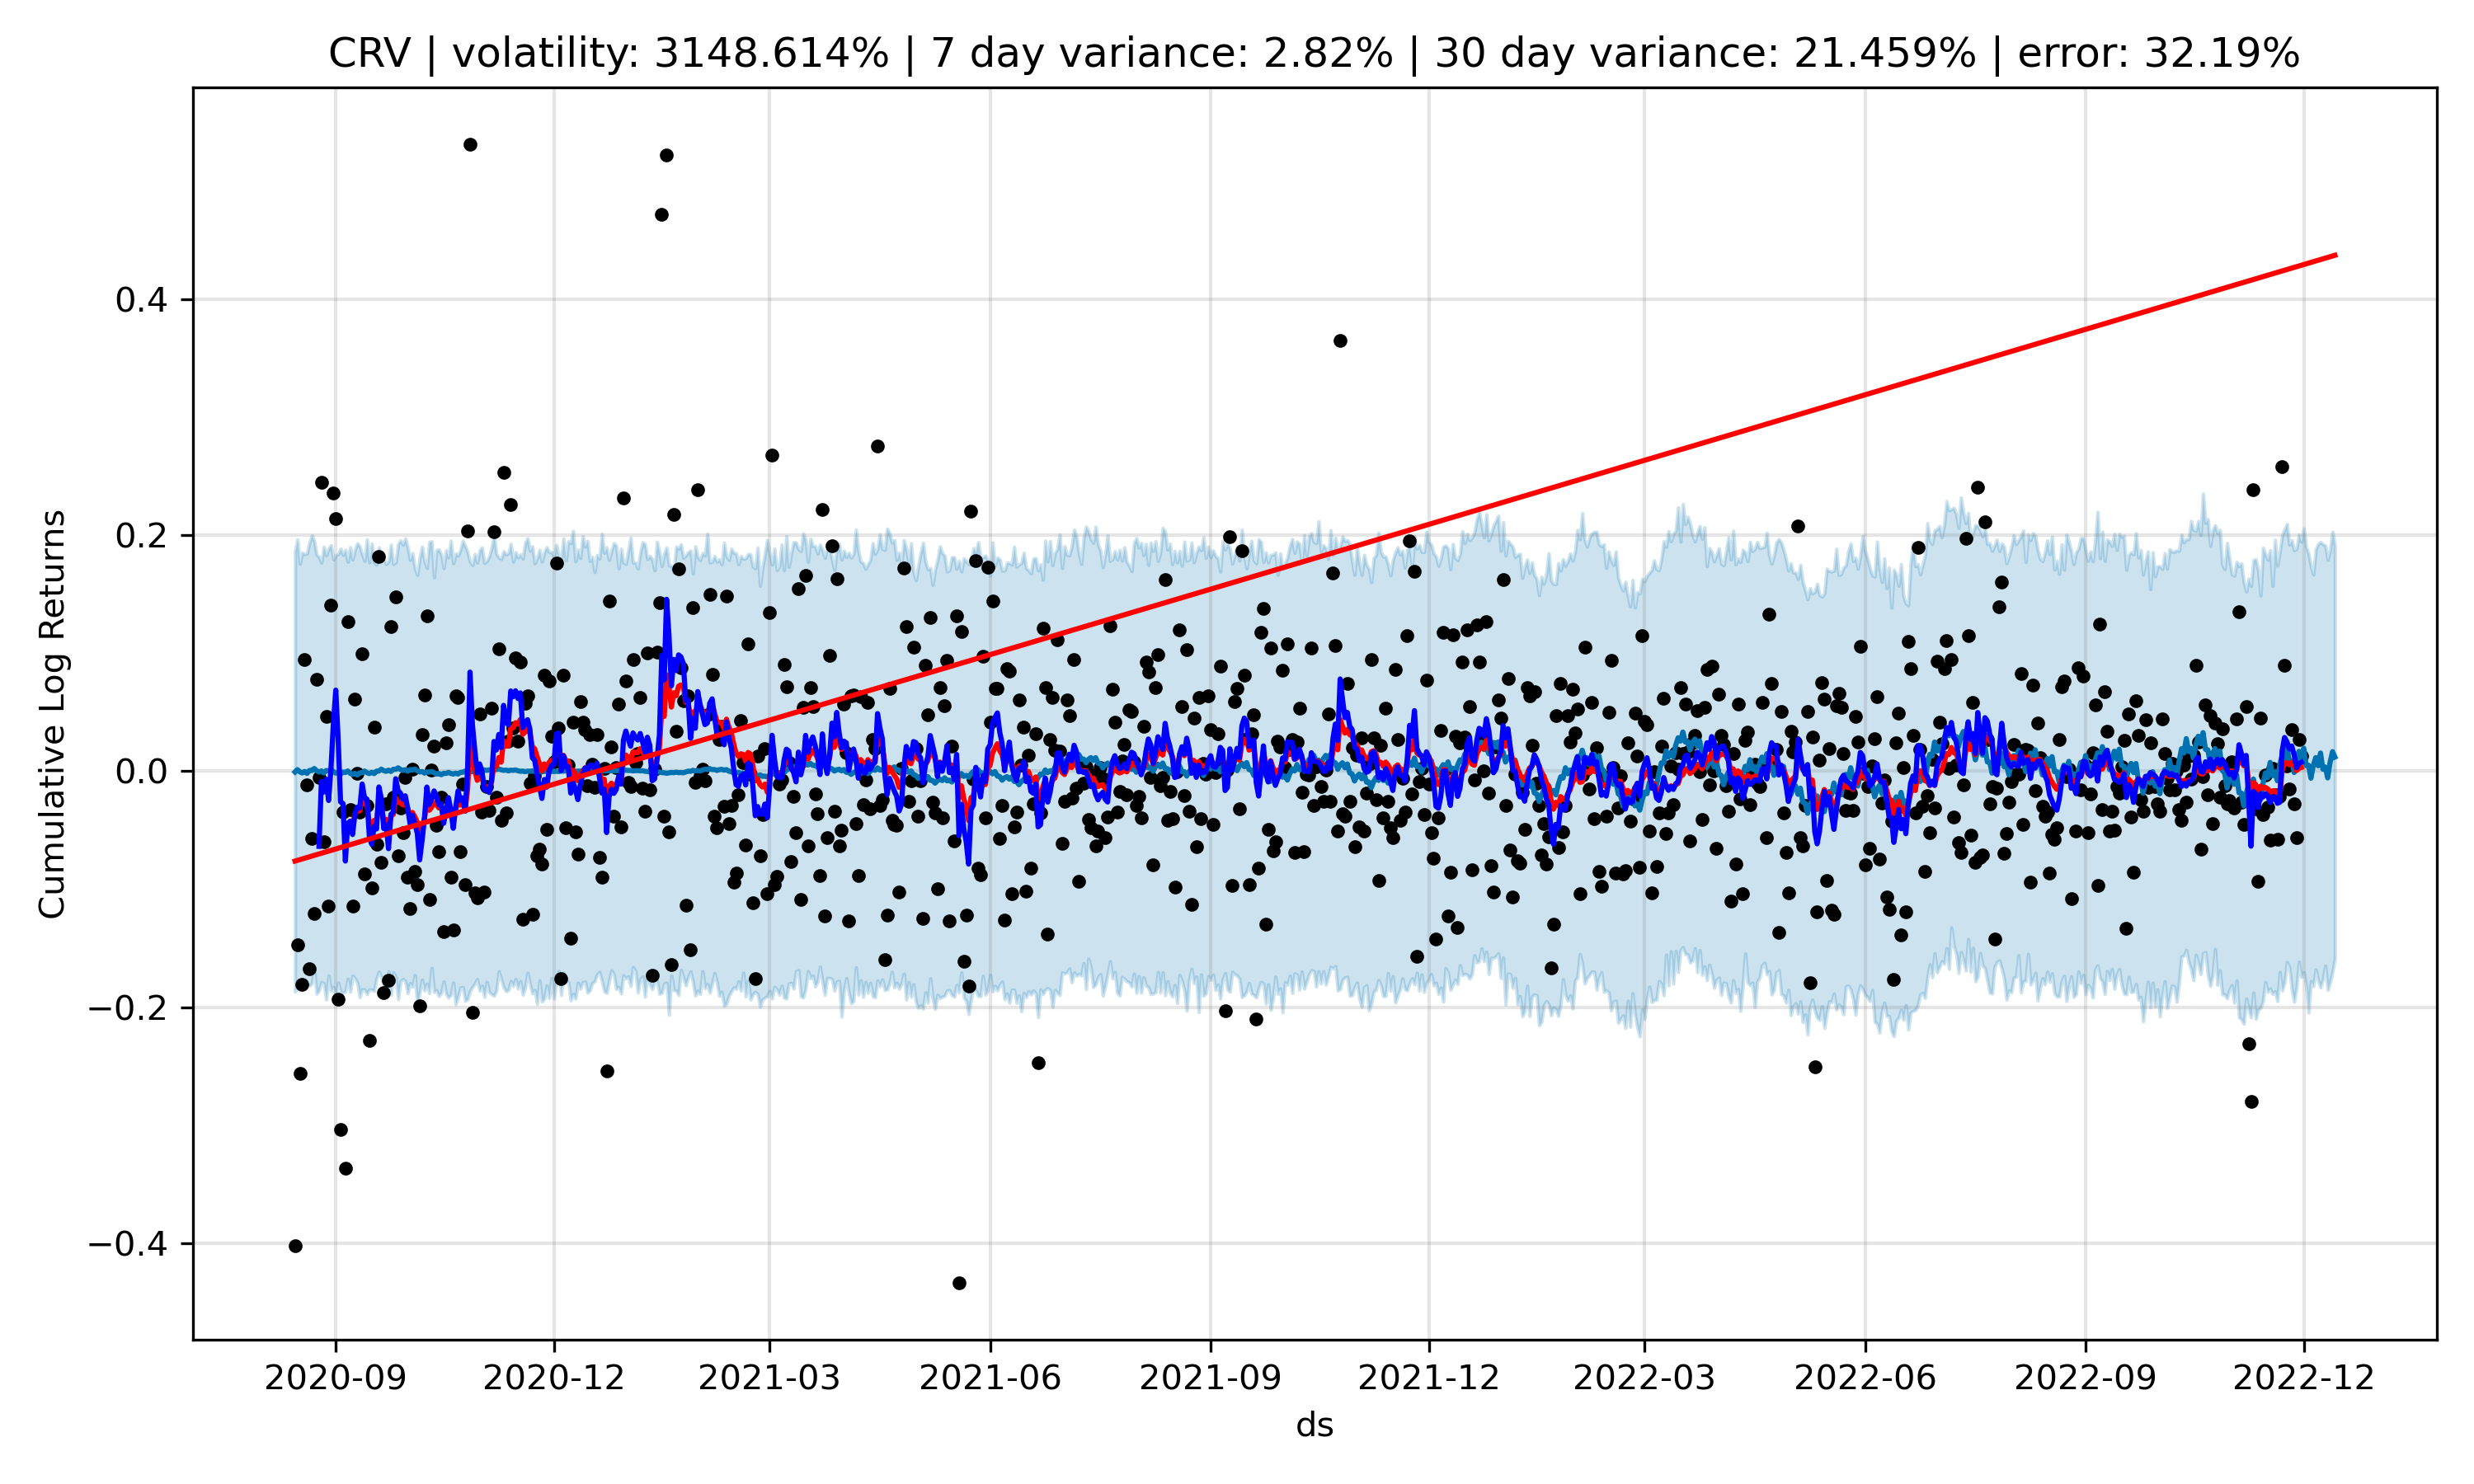 CRV | volatility: 3148.614% | 7 day variance: 2.82% | 30 day variance: 21.459% | error: 32.19%
Cumulative Log Returns
0.4
0.2
0.0
−0.2
−0.4
2020-09 2020-12 2021-03 2021-06 2021-09 2021-12 2022-03 2022-06 2022-09 2022-12
ds